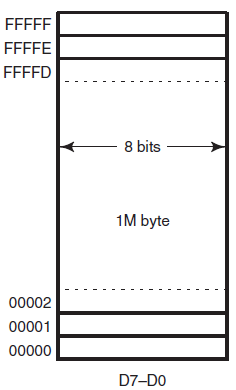 FFFFF
FFFFE
FFFFD
8 bits
1M byte
00002
00001
00000
D7–D0